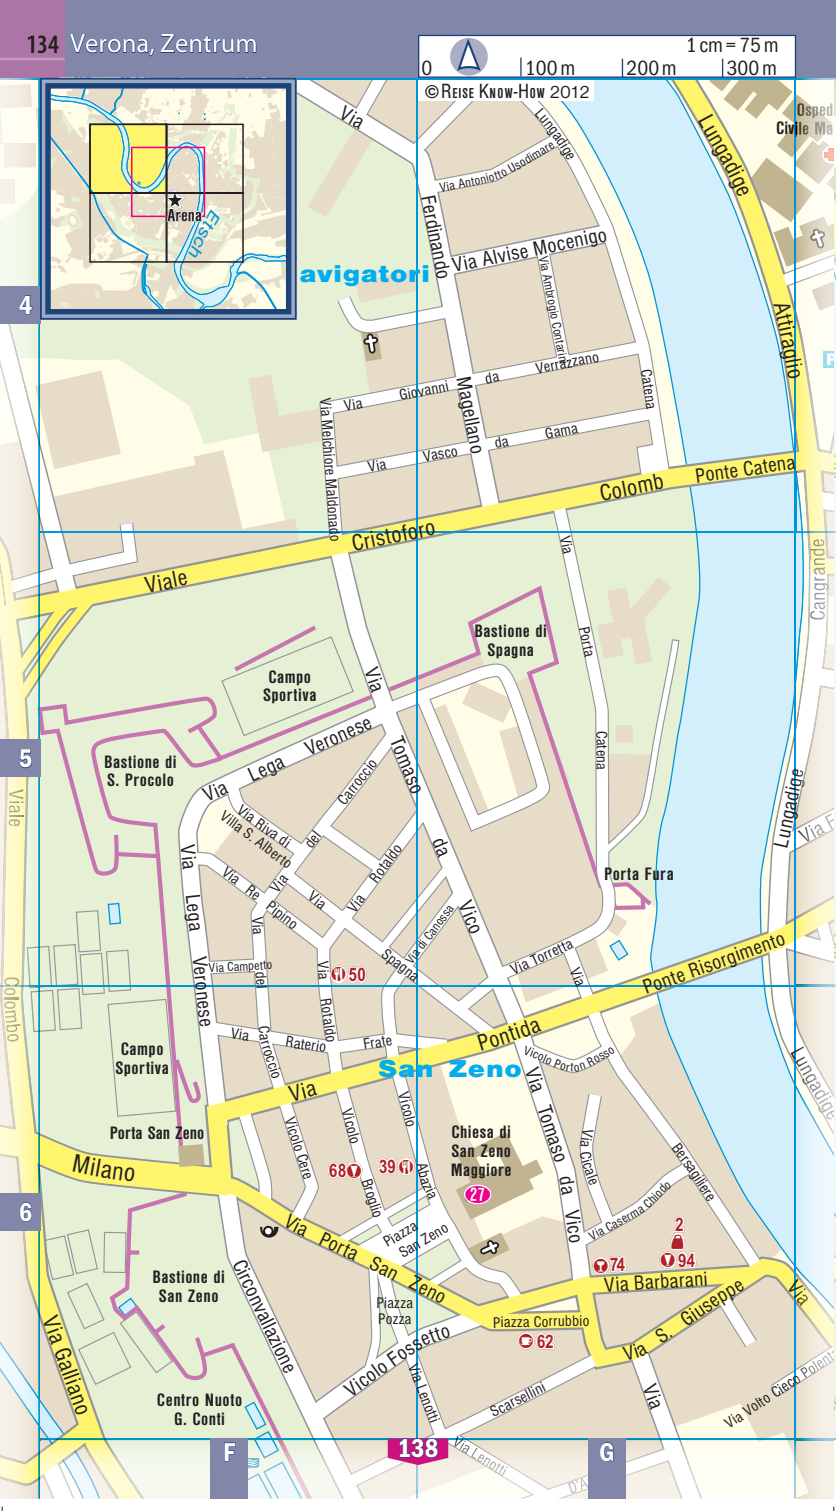 134 Verona, Zentrum
1 cm = 75 m
0 100 m 200 m 300 m
© REISE KNOW-HOW 2012
Arena
Etsch
Via
Lungadige
Via Antoniotto Usodimare
Ferdinando
Lungadige
Osped
Civile Ma
avigatori
Via Alvise Mocenigo
Via Ambrogio Contarini
4
Attiraglio
P
Via Giovanni da Verrazzano
Magellano
Catena
Via Melchiore Maldonado
Via Vasco da Gama
Viale Cristoforo Colomb
Ponte Catena
Cangrande
Via
Bastione di
Spagna
Porta
Campo
Sportiva
Via
Catena
5
Bastione di
S. Procolo
Via Lega Veronese
Tomaso
Viale
Lungadige
Via F
Carroccio
Via Riva di
Villa S. Alberto
del
da
Via Lega Veronese
Via Re Pipino
Via
Via
Rotaldo
Via
Porta Fura
Vico
Via di Canossa
Via
del
Spagna
Via Torretta
Via
Via Campetto
Via
50
Ponte Risorgimento
Colombo
Rotaldo
Carroccio
Via Raterio Frate
Pontida
San Zeno
Vicolo Porton Rosso
Lungadige
Campo
Sportiva
Via
Vicolo Cere
Vicolo
Broglio
Vicolo
Abazia
Via Tomaso da Vico
Porta San Zeno
Chiesa di
San Zeno
Maggiore
27
Via Cicale
Bersagliere
Milano
68
39
6
Via Caserma Chiodo
Piazza
San Zeno
2
94
74
Via Porta San Zeno
Via Barbarani
Via
Bastione di
San Zeno
Circonvallazione
Piazza
Pozza
Piazza Corrubbio
62
Via S. Giuseppe
Via Galliano
Vicolo Fossetto
Via Lenotti
Scarsellini
Via
Via Volto Cieco Polent
Centro Nuoto
G. Conti
Via Lenotti
F
138
G
D'A